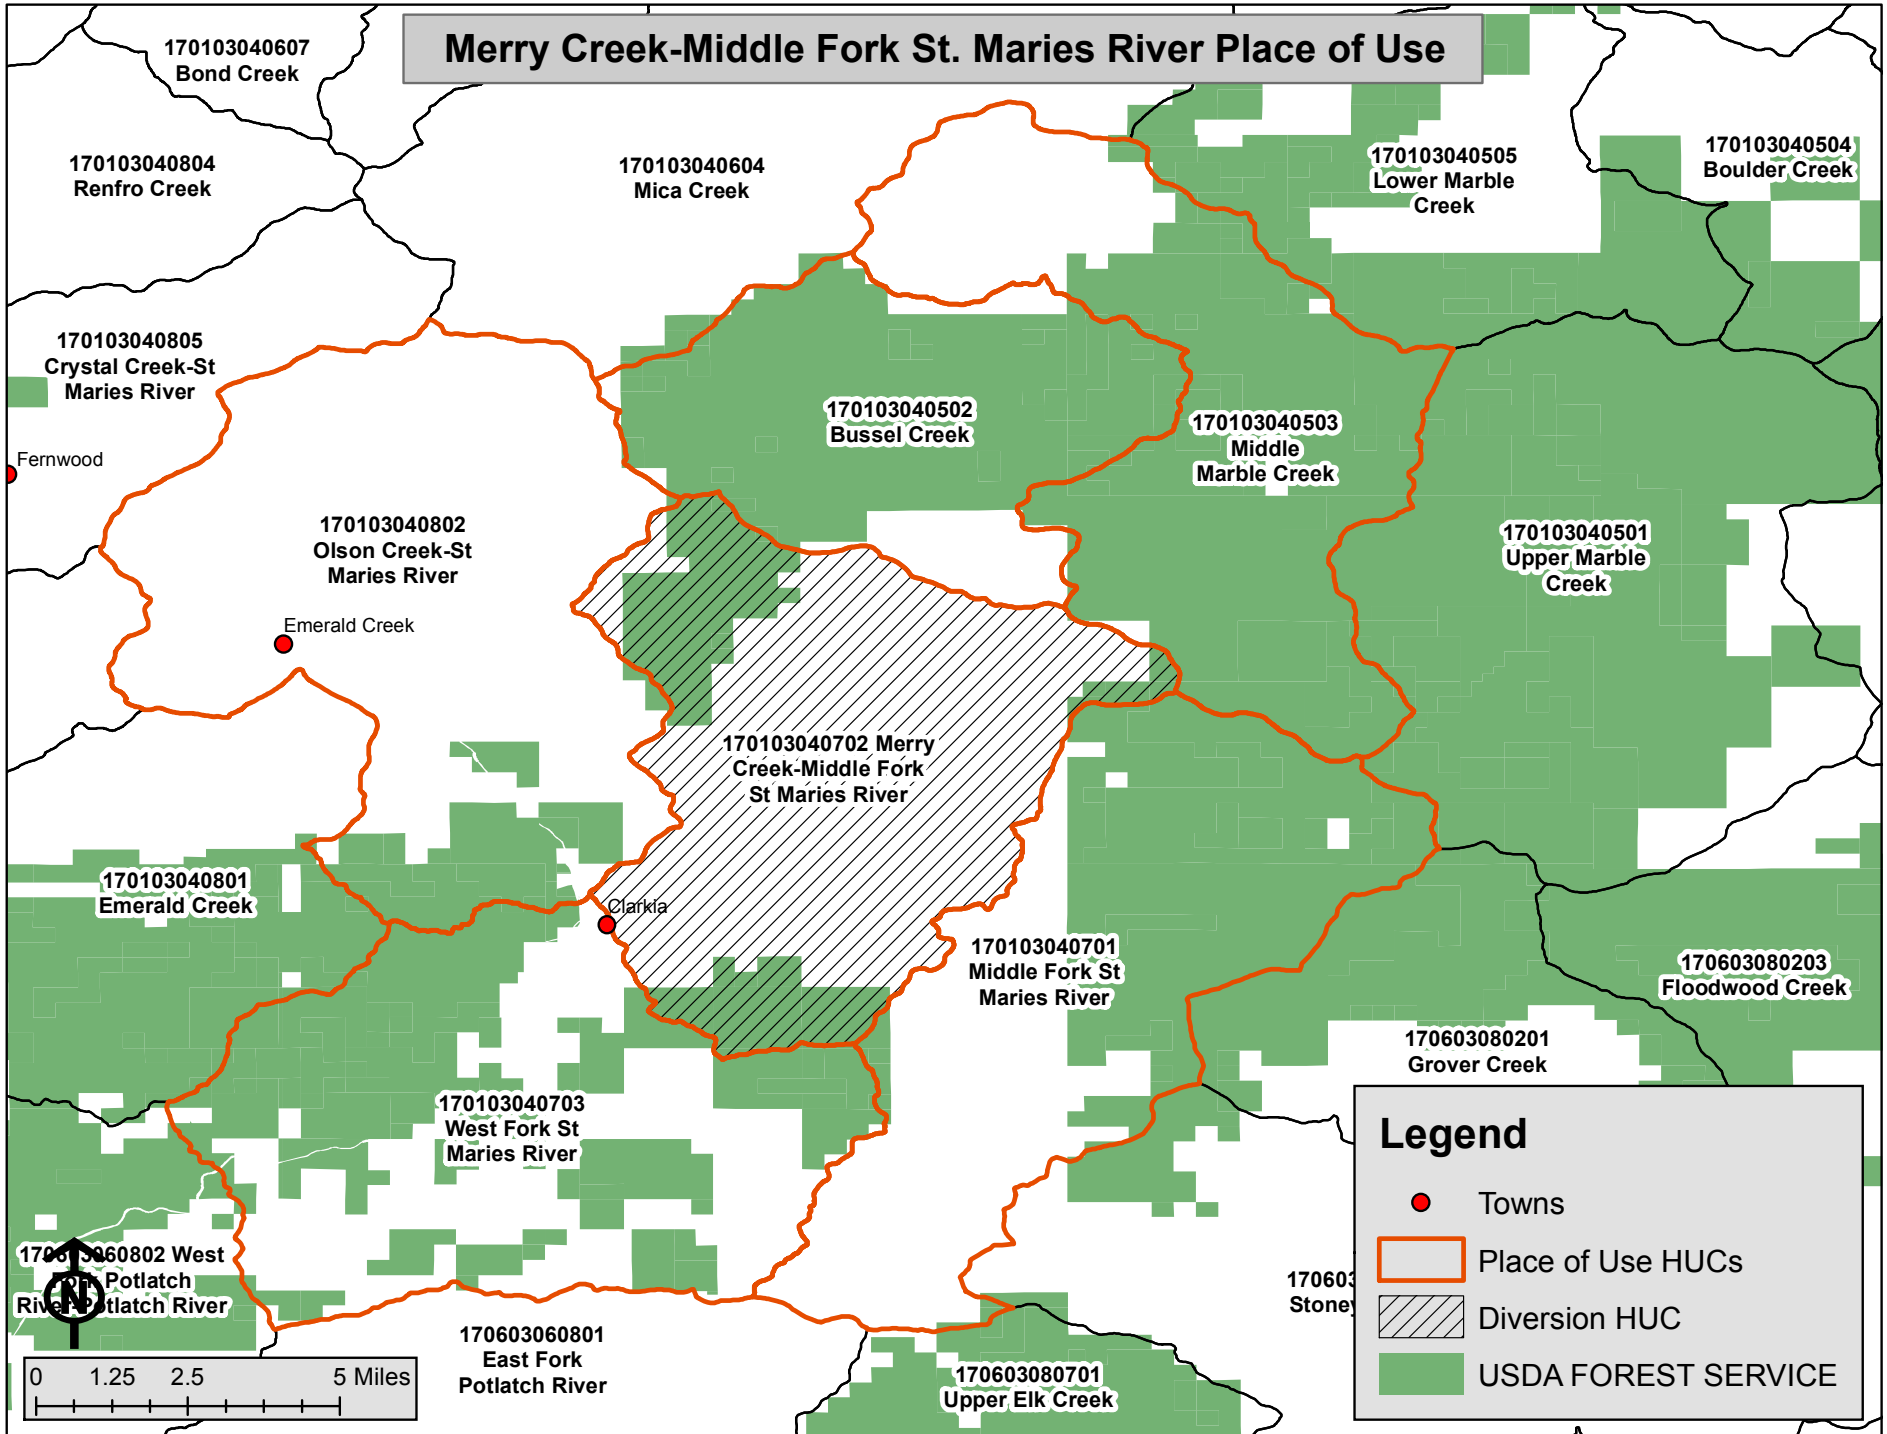 Merry Creek-Middle Fork St. Maries River Place of Use
170103040607
Bond Creek
170103040804
Renfro Creek
170103040604
Mica Creek
170103040505
Lower Marble
Creek
170103040504
Boulder Creek
170103040805
Crystal Creek-St
Maries River
Fernwood
170103040502
Bussel Creek
170103040503
Middle
Marble Creek
170103040802
Olson Creek-St
Maries River
170103040501
Upper Marble
Creek
Emerald Creek
170103040702 Merry
Creek-Middle Fork
St Maries River
170103040801
Emerald Creek
Clarkia
170103040701
Middle Fork St
Maries River
170603080203
Floodwood Creek
170603080201
Grover Creek
170103040703
West Fork St
Maries River
170603060802 West
Fork Potlatch
River-Potlatch River
N
170603
Stoney
170603060801
East Fork
Potlatch River
170603080701
Upper Elk Creek
0 1.25 2.5 5 Miles
Legend
Towns
Place of Use HUCs
Diversion HUC
USDA FOREST SERVICE